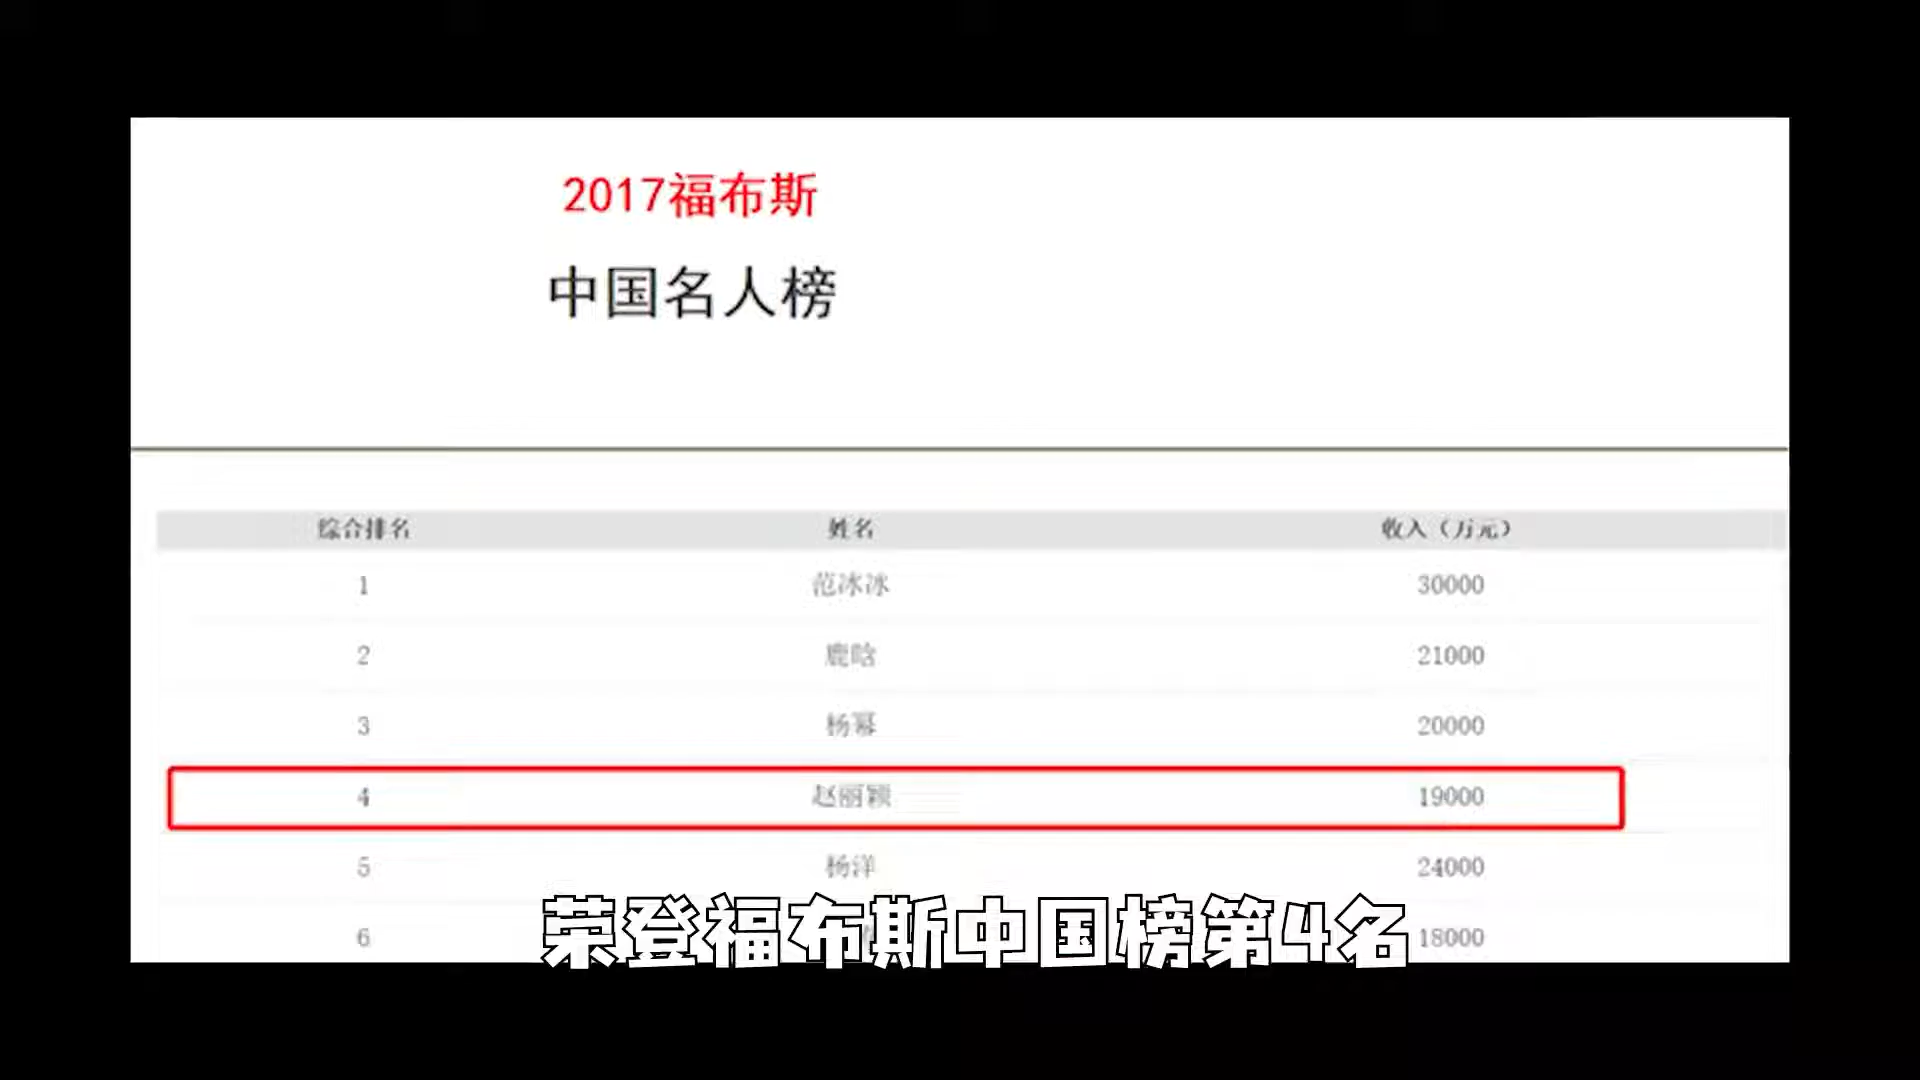 2017福布斯
中国名人榜
综合排名 姓名 收入（万元）
1 范冰冰 30000
2 鹿晗 21000
3 杨幂 20000
4 赵丽颖 19000
5 杨洋 24000
6 18000
荣登福布斯中国榜第4名